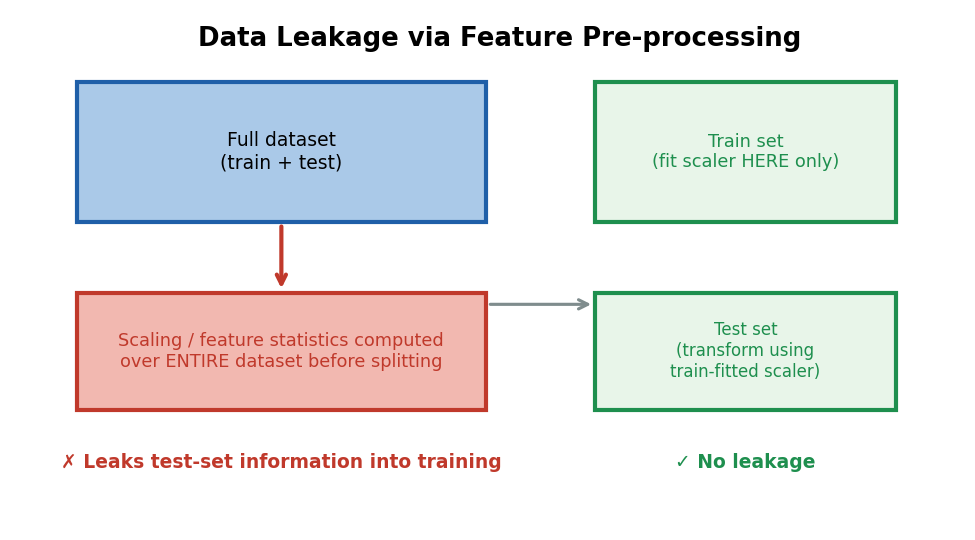 Data Leakage via Feature Pre-processing
Full dataset
(train + test)
Train set
(fit scaler HERE only)
Scaling / feature statistics computed
over ENTIRE dataset before splitting
Test set
(transform using
train-fitted scaler)
✗ Leaks test-set information into training
✓ No leakage